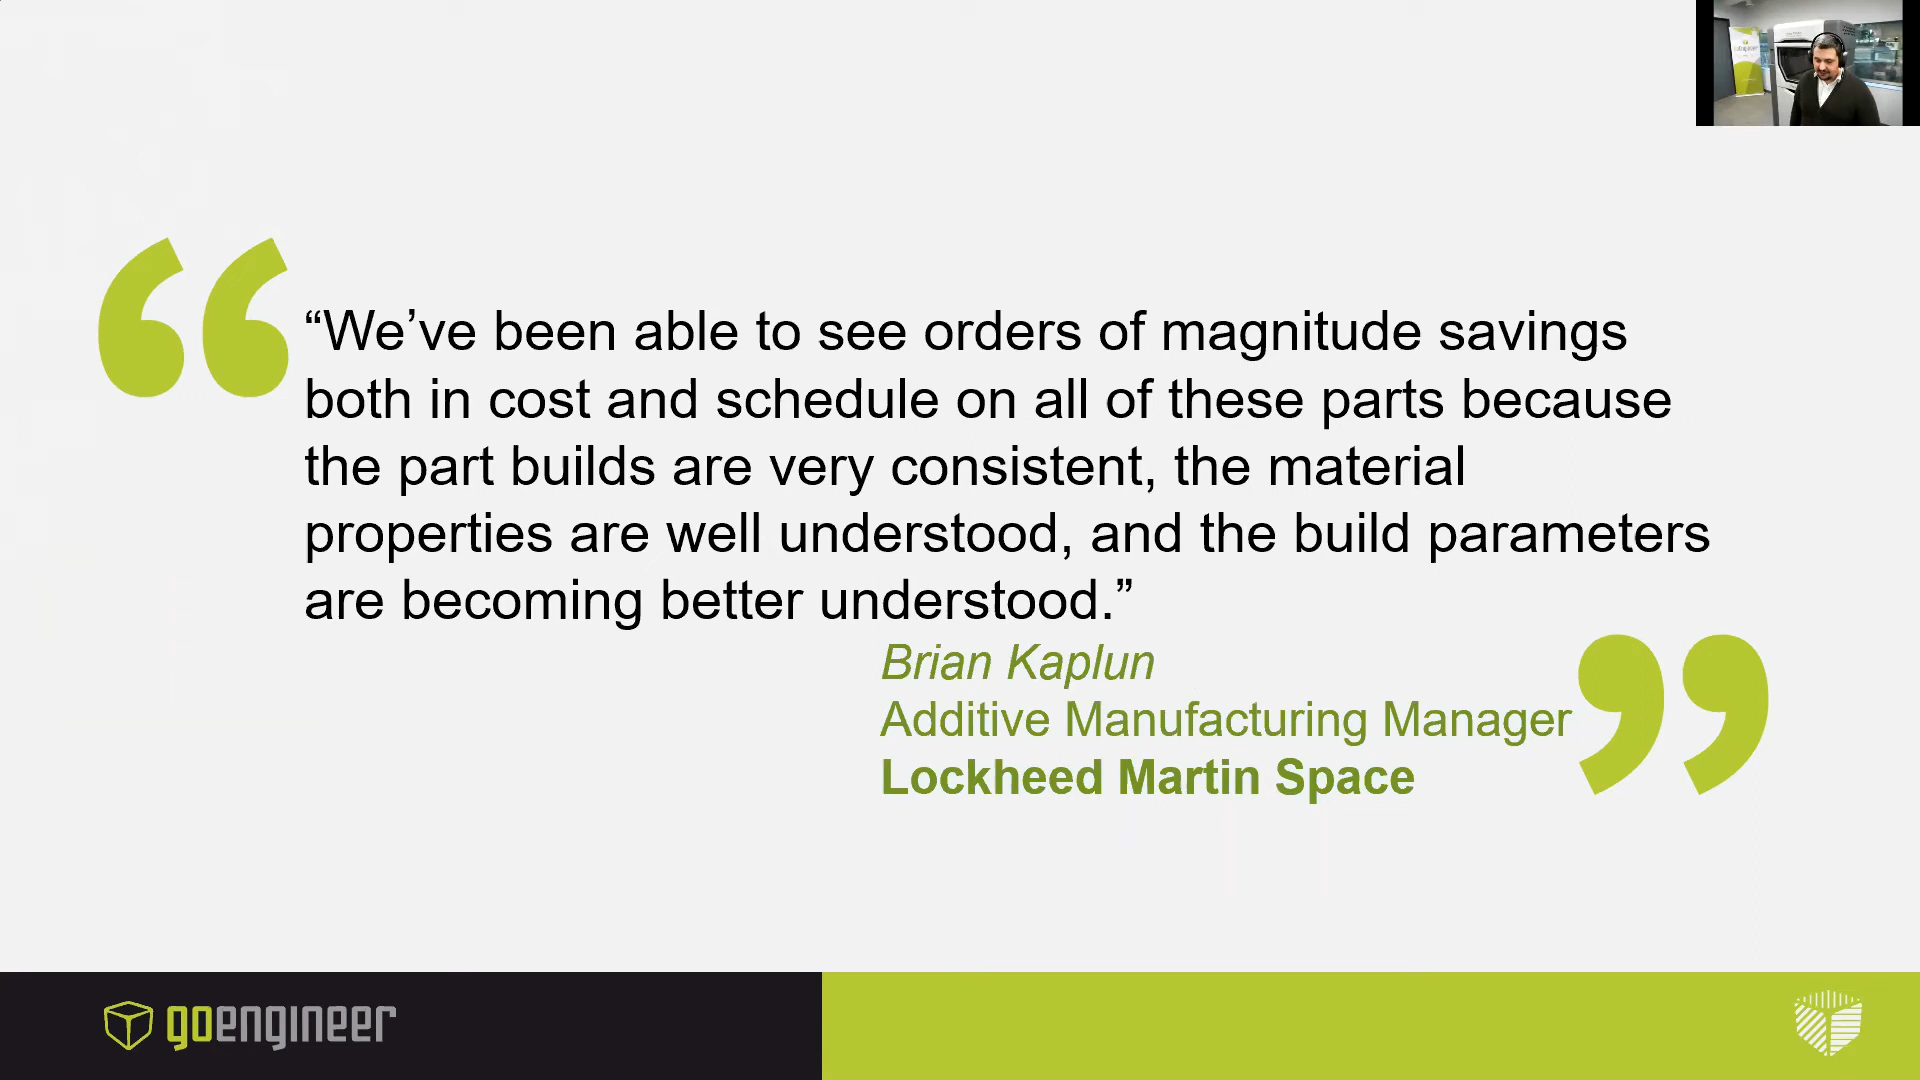 “We’ve been able to see orders of magnitude savings
both in cost and schedule on all of these parts because
the part builds are very consistent, the material
properties are well understood, and the build parameters
are becoming better understood.”
Brian Kaplun
Additive Manufacturing Manager
Lockheed Martin Space
goengineer